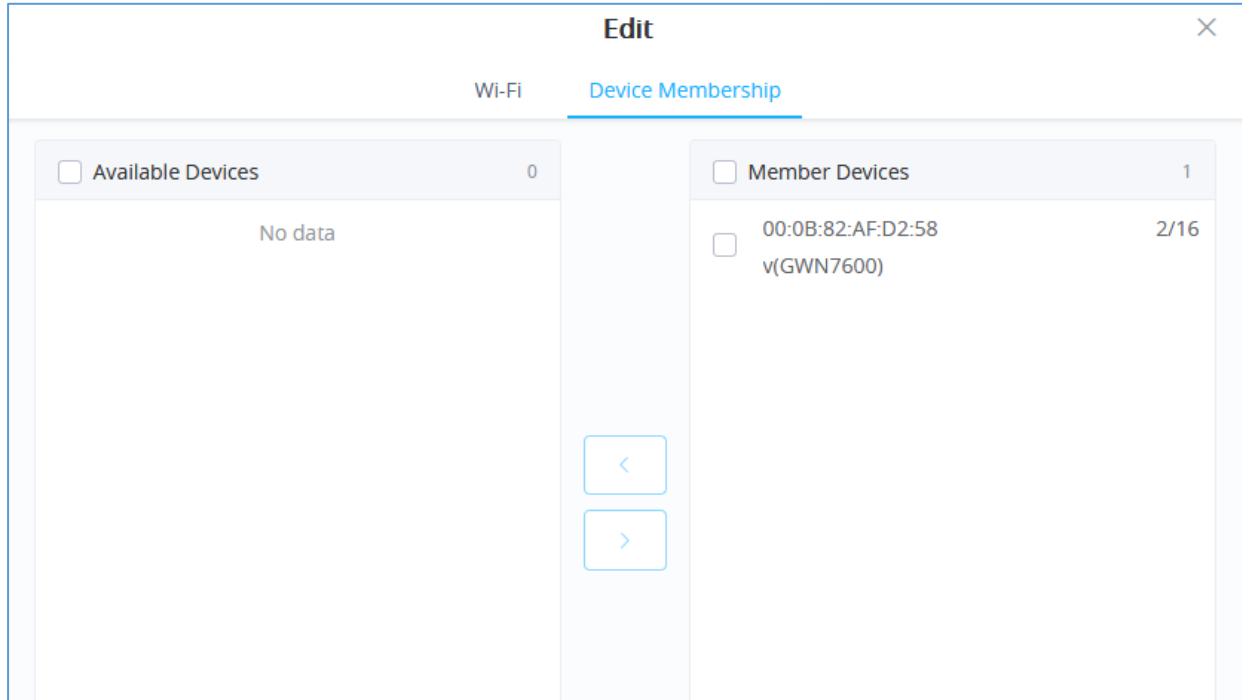 Edit
Wi-Fi
Device Membership
Available Devices 0
No data
Member Devices 1
00:0B:82:AF:D2:58 2/16
v(GWN7600)